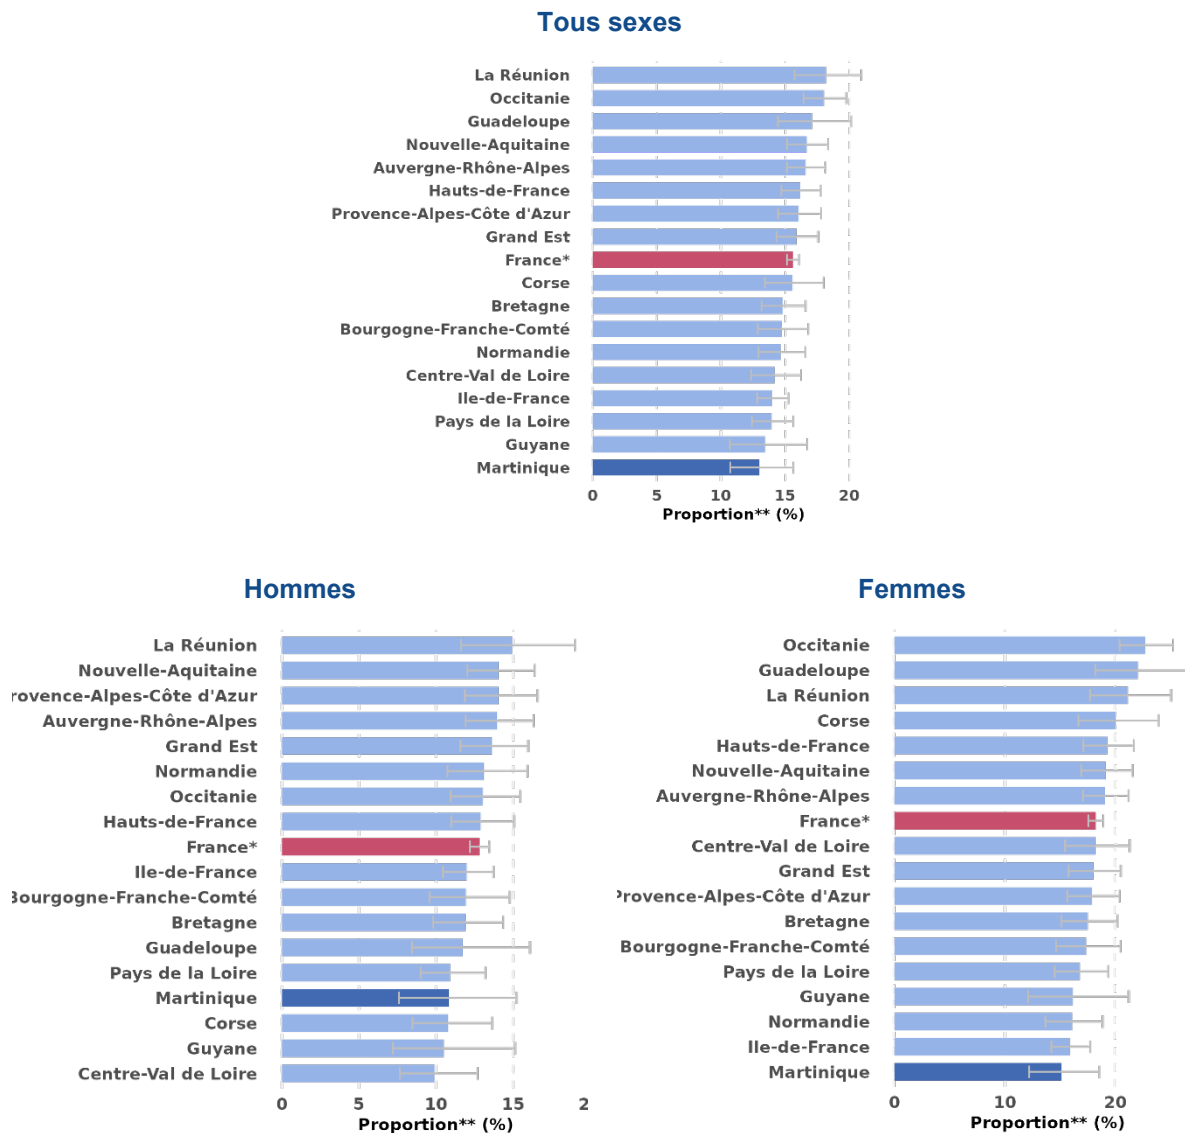 Tous sexes
La Réunion
Occitanie
Guadeloupe
Nouvelle-Aquitaine
Auvergne-Rhône-Alpes
Hauts-de-France
Provence-Alpes-Côte d'Azur
Grand Est
France*
Corse
Bretagne
Bourgogne-Franche-Comté
Normandie
Centre-Val de Loire
Ile-de-France
Pays de la Loire
Guyane
Martinique
0 5 10 15 20
Proportion** (%)
Hommes
La Réunion
Nouvelle-Aquitaine
rovence-Alpes-Côte d'Azur
Auvergne-Rhône-Alpes
Grand Est
Normandie
Occitanie
Hauts-de-France
France*
Ile-de-France
Bourgogne-Franche-Comté
Bretagne
Guadeloupe
Pays de la Loire
Martinique
Corse
Guyane
Centre-Val de Loire
0 5 10 15 2
Proportion** (%)
Femmes
Occitanie
Guadeloupe
La Réunion
Corse
Hauts-de-France
Nouvelle-Aquitaine
Auvergne-Rhône-Alpes
France*
Centre-Val de Loire
Grand Est
Provence-Alpes-Côte d'Azur
Bretagne
Bourgogne-Franche-Comté
Pays de la Loire
Guyane
Normandie
Ile-de-France
Martinique
0 10 20
Proportion** (%)